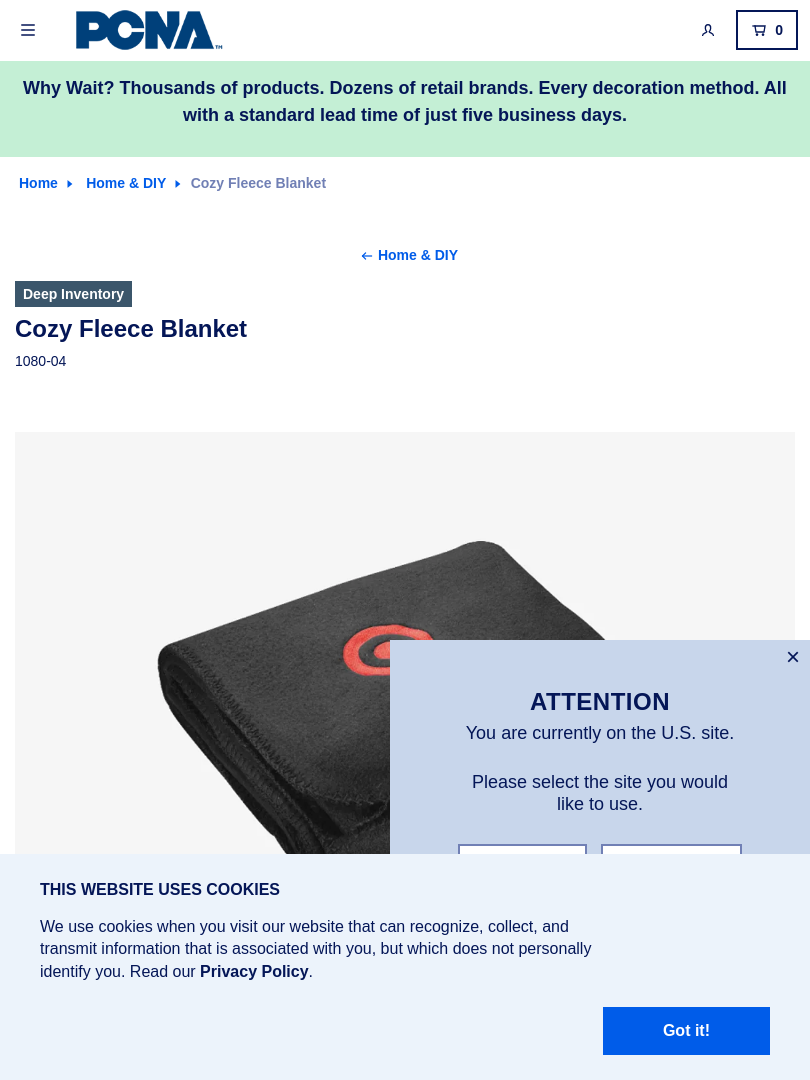 PCNA™
0
Why Wait? Thousands of products. Dozens of retail brands. Every decoration method. All
with a standard lead time of just five business days.
Home Home & DIY Cozy Fleece Blanket
Home & DIY
Deep Inventory
Cozy Fleece Blanket
1080-04
ATTENTION
You are currently on the U.S. site.
Please select the site you would
like to use.
THIS WEBSITE USES COOKIES
We use cookies when you visit our website that can recognize, collect, and
transmit information that is associated with you, but which does not personally
identify you. Read our Privacy Policy.
Got it!